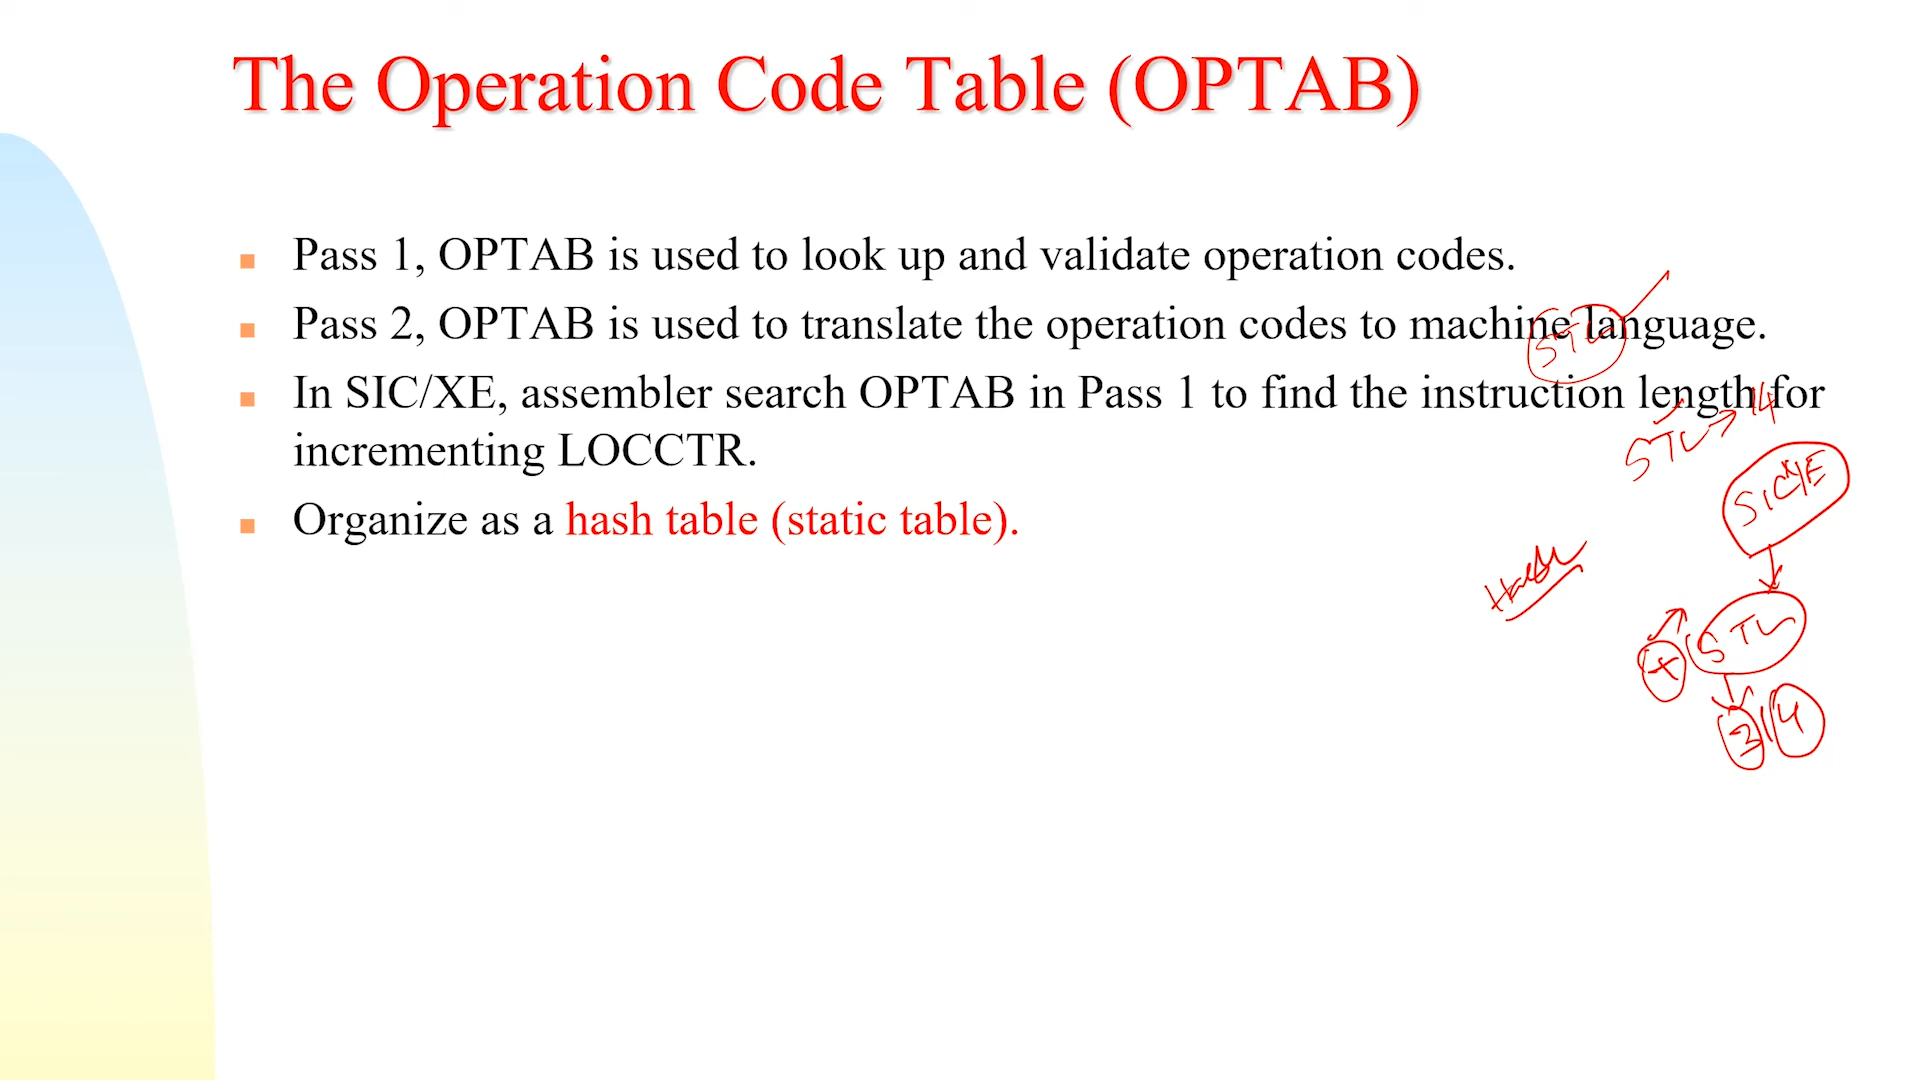 The Operation Code Table (OPTAB)
Pass 1, OPTAB is used to look up and validate operation codes.
Pass 2, OPTAB is used to translate the operation codes to machine language.
STL
In SIC/XE, assembler search OPTAB in Pass 1 to find the instruction length for
incrementing LOCCTR.
STL → 14
SIC/XE
Organize as a hash table (static table).
Hash
+ STL
3/4